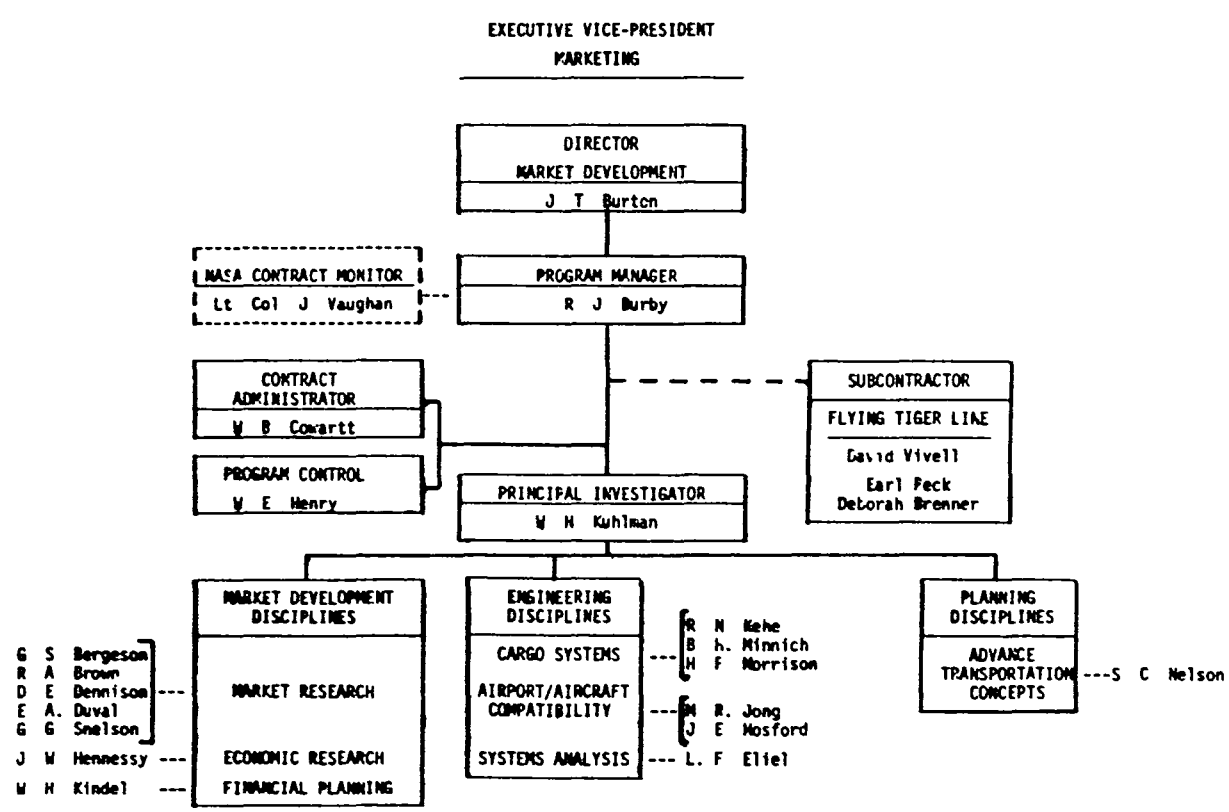 EXECUTIVE VICE-PRESIDENT
MARKETING
DIRECTOR
MARKET DEVELOPMENT
J T Burton
NASA CONTRACT MONITOR
Lt Col J Vaughan
PROGRAM MANAGER
R J Burby
CONTRACT
ADMINISTRATOR
W B Cowartt
PROGRAM CONTROL
W E Henry
SUBCONTRACTOR
FLYING TIGER LINE
David Vivell
Earl Peck
Deborah Bremner
PRINCIPAL INVESTIGATOR
W H Kuhlman
MARKET DEVELOPMENT
DISCIPLINES
G S Bergeson
R A Brown
D E Dennison
E A. Duval
G G Snelson
MARKET RESEARCH
J W Hennessy
ECONOMIC RESEARCH
W H Kindel
FINANCIAL PLANNING
ENGINEERING
DISCIPLINES
CARGO SYSTEMS
R N Kehe
B h. Minnich
H F Morrison
AIRPORT/AIRCRAFT
COMPATIBILITY
M R. Jong
J E Mosford
SYSTEMS ANALYSIS
L. F Eliel
PLANNING
DISCIPLINES
ADVANCE
TRANSPORTATION
CONCEPTS
S C Nelson